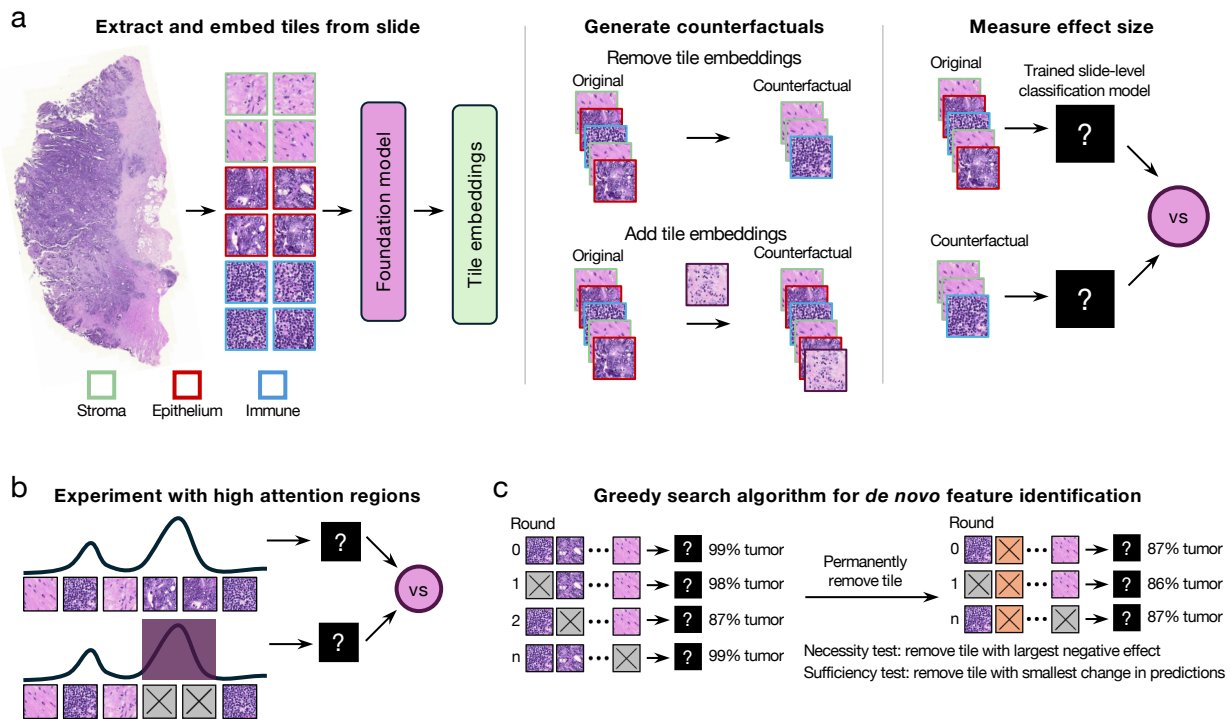 a
Extract and embed tiles from slide
Foundation model
Tile embeddings
Stroma
Epithelium
Immune
Generate counterfactuals
Remove tile embeddings
Original
Counterfactual
Add tile embeddings
Original
Counterfactual
Measure effect size
Original
Trained slide-level
classification model
?
vs
Counterfactual
?
b
Experiment with high attention regions
?
vs
?
c
Greedy search algorithm for de novo feature identification
Round
0
? 99% tumor
1
? 98% tumor
2
? 87% tumor
n
? 99% tumor
Permanently
remove tile
Round
0
? 87% tumor
1
? 86% tumor
n
? 87% tumor
Necessity test: remove tile with largest negative effect
Sufficiency test: remove tile with smallest change in predictions